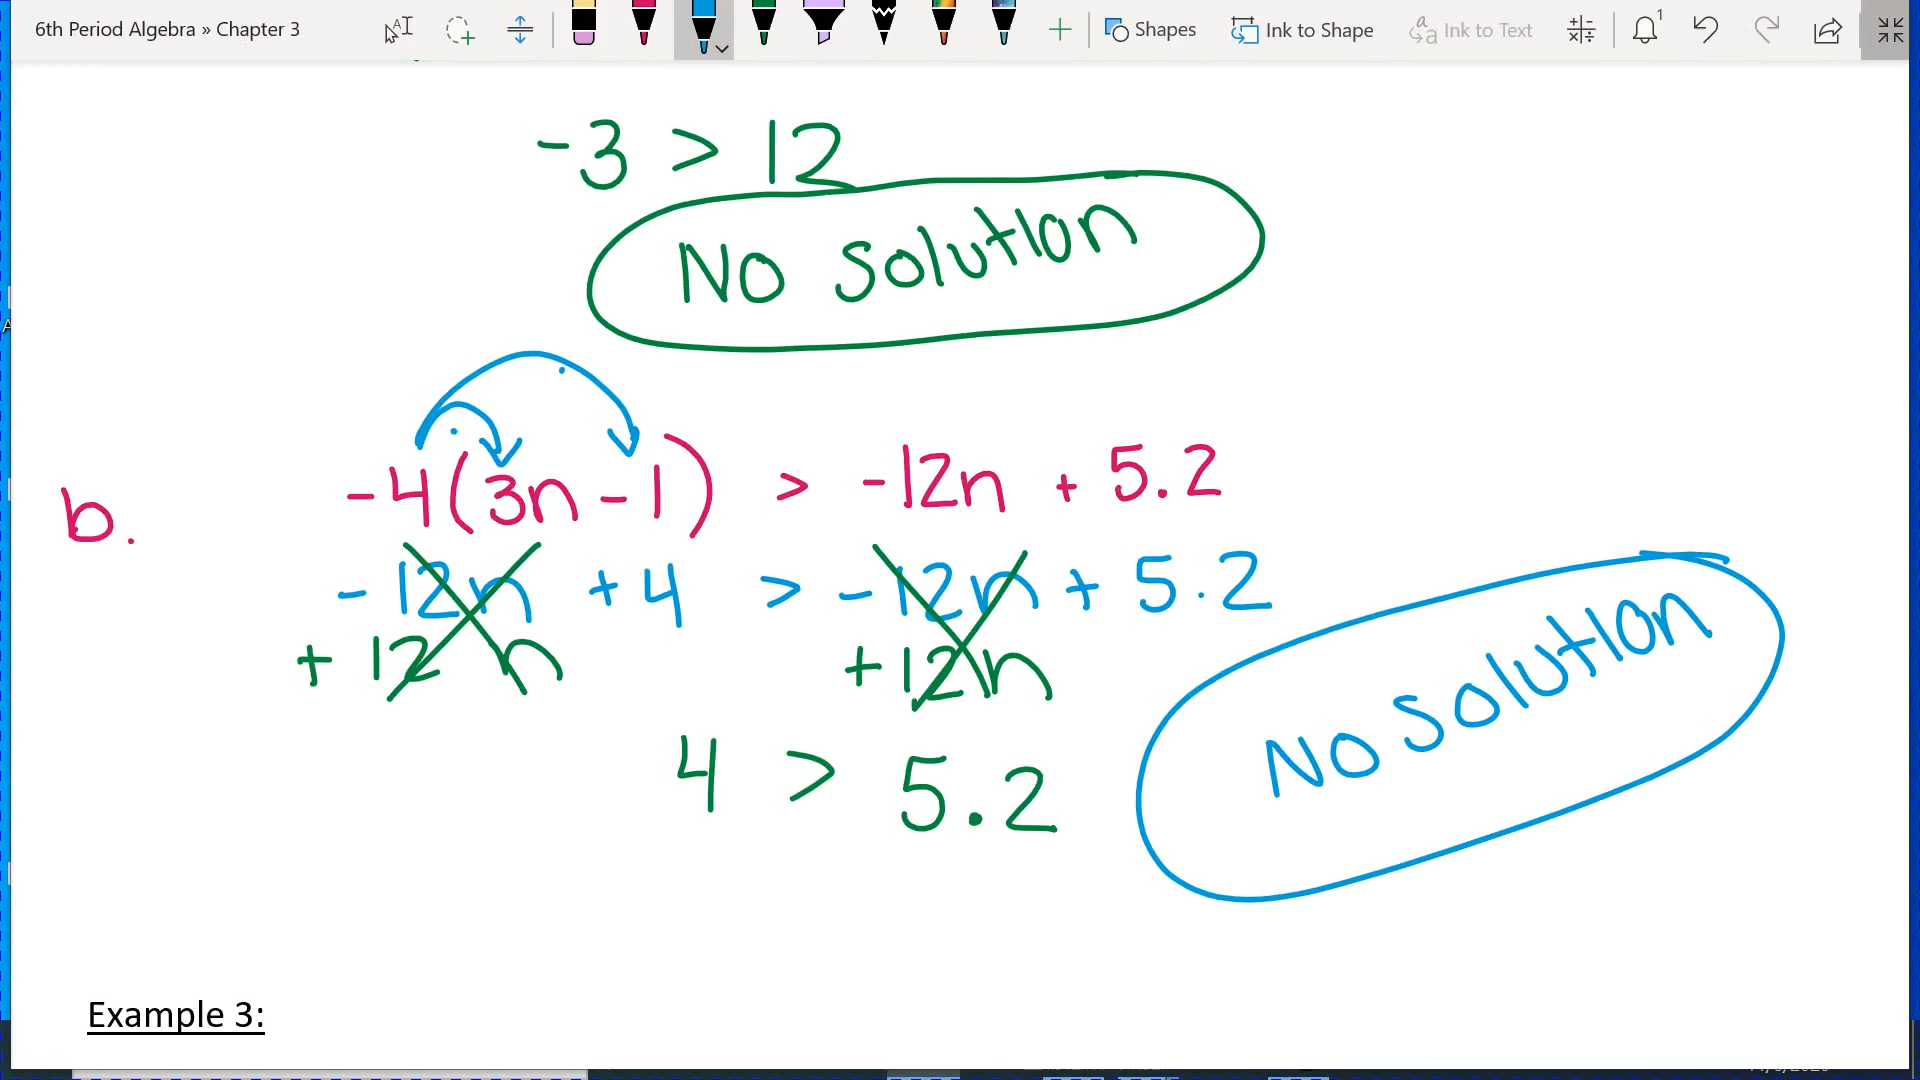 6th Period Algebra » Chapter 3
Shapes
Ink to Shape
Ink to Text
1
-3 > 12
No solution
b.
-4(3n - 1) > -12n + 5.2
-12n + 4 > -12n + 5.2
+ 12n +12n
4 > 5.2
No solution
Example 3: